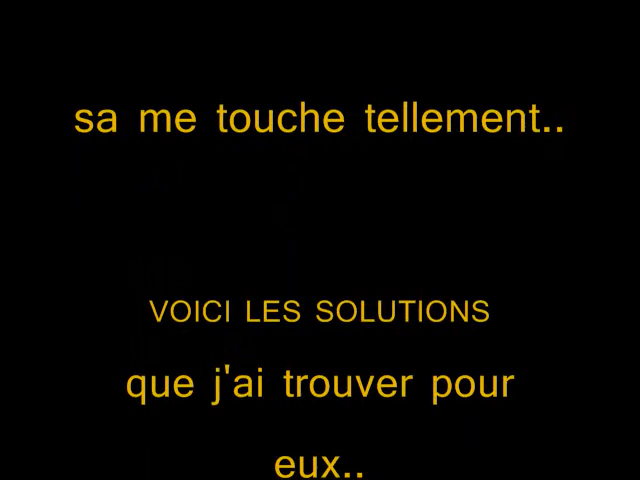 sa me touche tellement..
VOICI LES SOLUTIONS
que j'ai trouver pour
eux..